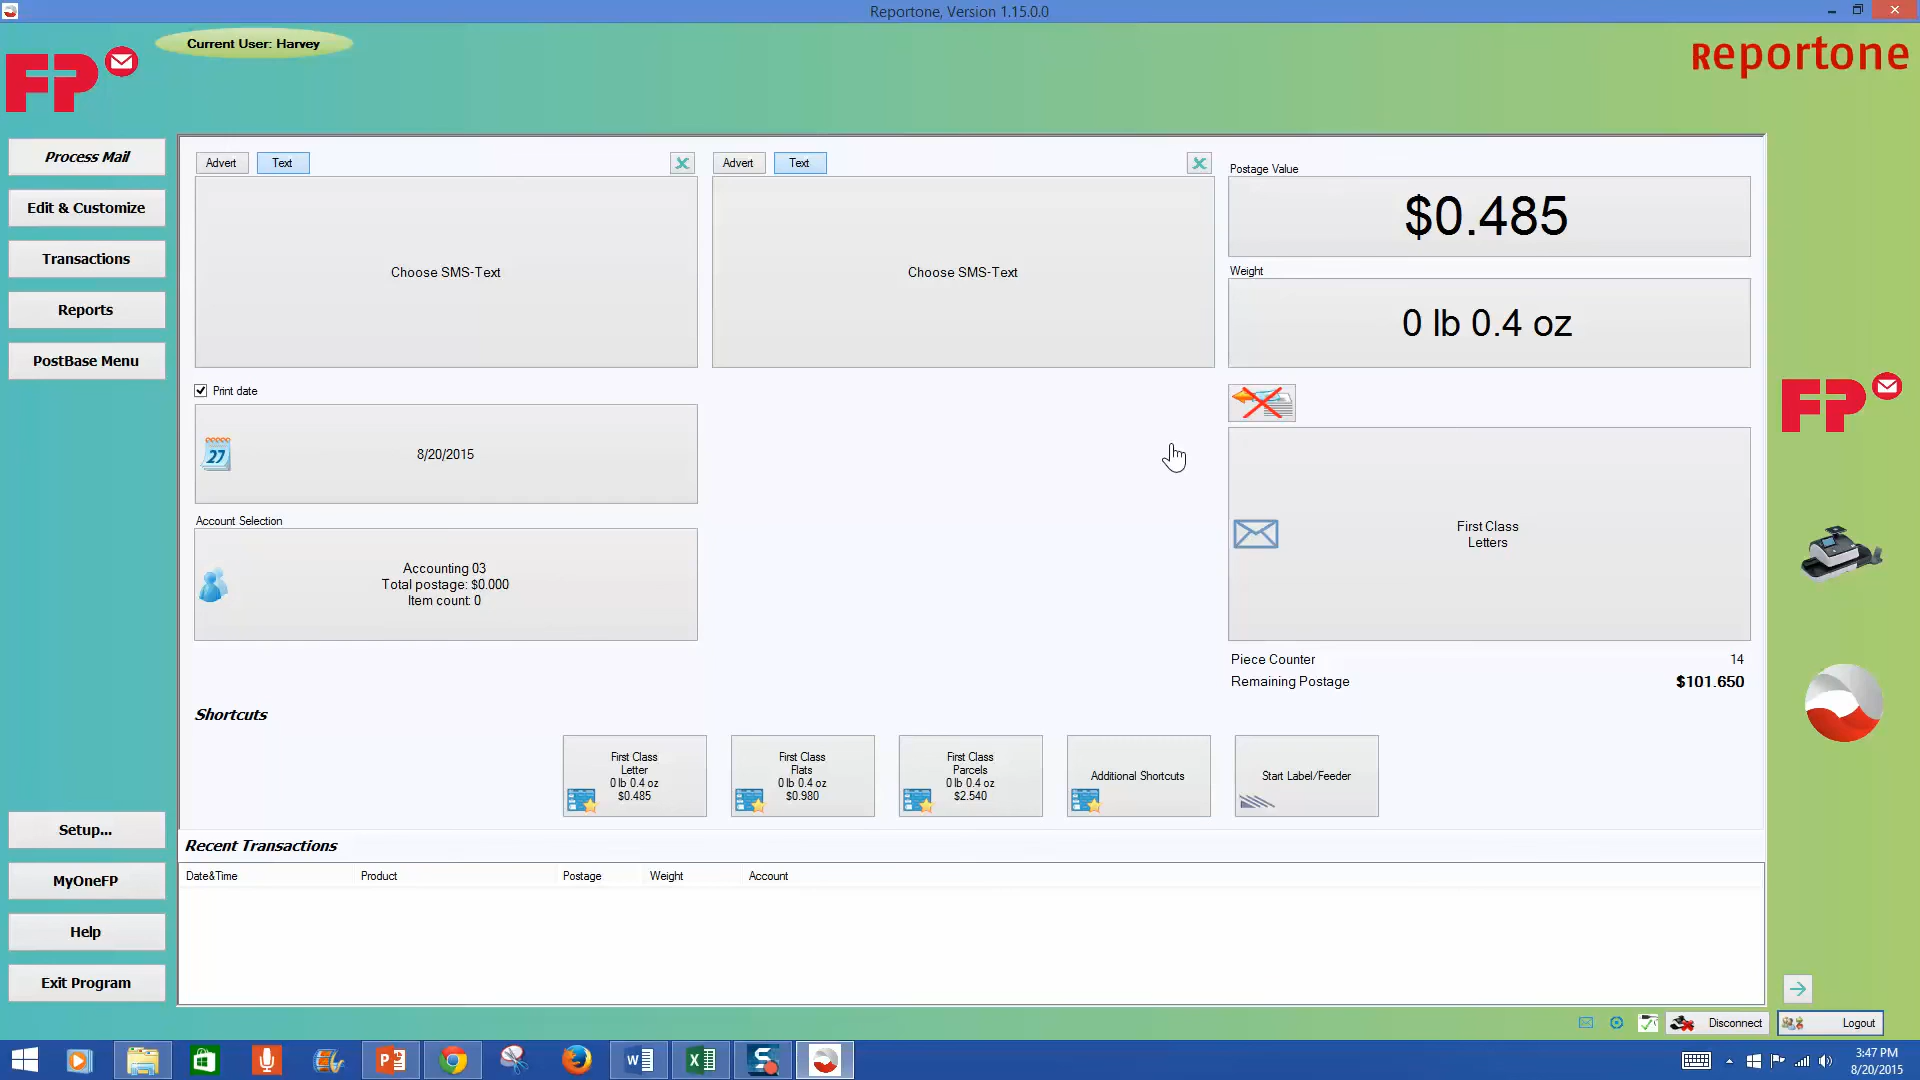 Reportone, Version 1.15.0.0
FP
Current User: Harvey
Reportone
Process Mail
Edit & Customize
Transactions
Reports
PostBase Menu
Setup...
MyOneFP
Help
Exit Program
Advert
Text
Choose SMS-Text
Advert
Text
Choose SMS-Text
Postage Value
$0.485
Weight
0 lb 0.4 oz
Print date
27
8/20/2015
Account Selection
Accounting 03
Total postage: $0.000
Item count: 0
First Class
Letters
Piece Counter 14
Remaining Postage $101.650
FP
Shortcuts
First Class
Letter
0 lb 0.4 oz
$0.485
First Class
Flats
0 lb 0.4 oz
$0.980
First Class
Parcels
0 lb 0.4 oz
$2.540
Additional Shortcuts
Start Label/Feeder
Recent Transactions
Date&Time Product Postage Weight Account
Disconnect
Logout
3:47 PM
8/20/2015